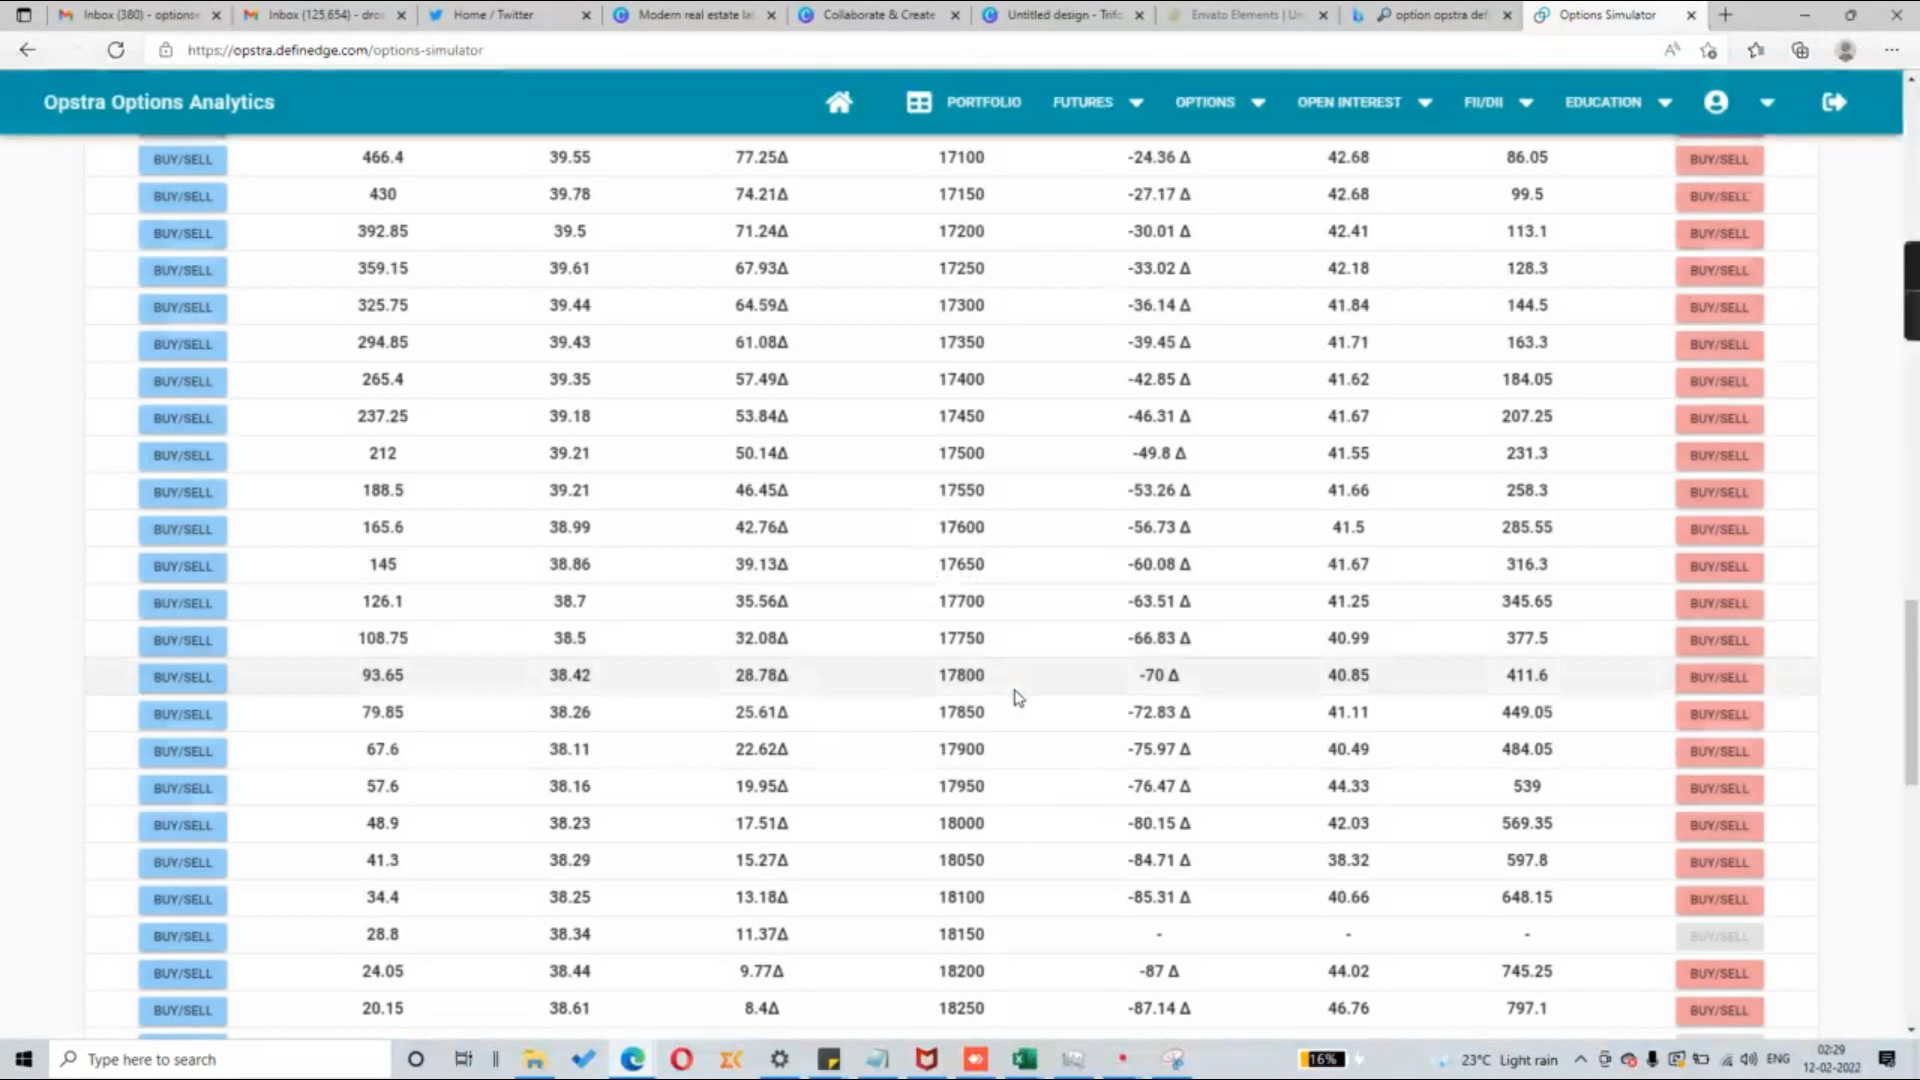 Inbox (380) - options
Inbox (125,654) - dro
Home / Twitter
Modern real estate la
Collaborate & Create
Untitled design - Trifo
Envato Elements | Un
option opstra def
Options Simulator
https://opstra.definedge.com/options-simulator
Opstra Options Analytics
PORTFOLIO FUTURES OPTIONS OPEN INTEREST FII/DII EDUCATION
BUY/SELL 466.4 39.55 77.25Δ 17100 -24.36 Δ 42.68 86.05 BUY/SELL
BUY/SELL 430 39.78 74.21Δ 17150 -27.17 Δ 42.68 99.5 BUY/SELL
BUY/SELL 392.85 39.5 71.24Δ 17200 -30.01 Δ 42.41 113.1 BUY/SELL
BUY/SELL 359.15 39.61 67.93Δ 17250 -33.02 Δ 42.18 128.3 BUY/SELL
BUY/SELL 325.75 39.44 64.59Δ 17300 -36.14 Δ 41.84 144.5 BUY/SELL
BUY/SELL 294.85 39.43 61.08Δ 17350 -39.45 Δ 41.71 163.3 BUY/SELL
BUY/SELL 265.4 39.35 57.49Δ 17400 -42.85 Δ 41.62 184.05 BUY/SELL
BUY/SELL 237.25 39.18 53.84Δ 17450 -46.31 Δ 41.67 207.25 BUY/SELL
BUY/SELL 212 39.21 50.14Δ 17500 -49.8 Δ 41.55 231.3 BUY/SELL
BUY/SELL 188.5 39.21 46.45Δ 17550 -53.26 Δ 41.66 258.3 BUY/SELL
BUY/SELL 165.6 38.99 42.76Δ 17600 -56.73 Δ 41.5 285.55 BUY/SELL
BUY/SELL 145 38.86 39.13Δ 17650 -60.08 Δ 41.67 316.3 BUY/SELL
BUY/SELL 126.1 38.7 35.56Δ 17700 -63.51 Δ 41.25 345.65 BUY/SELL
BUY/SELL 108.75 38.5 32.08Δ 17750 -66.83 Δ 40.99 377.5 BUY/SELL
BUY/SELL 93.65 38.42 28.78Δ 17800 -70 Δ 40.85 411.6 BUY/SELL
BUY/SELL 79.85 38.26 25.61Δ 17850 -72.83 Δ 41.11 449.05 BUY/SELL
BUY/SELL 67.6 38.11 22.62Δ 17900 -75.97 Δ 40.49 484.05 BUY/SELL
BUY/SELL 57.6 38.16 19.95Δ 17950 -76.47 Δ 44.33 539 BUY/SELL
BUY/SELL 48.9 38.23 17.51Δ 18000 -80.15 Δ 42.03 569.35 BUY/SELL
BUY/SELL 41.3 38.29 15.27Δ 18050 -84.71 Δ 38.32 597.8 BUY/SELL
BUY/SELL 34.4 38.25 13.18Δ 18100 -85.31 Δ 40.66 648.15 BUY/SELL
BUY/SELL 28.8 38.34 11.37Δ 18150 - - - BUY/SELL
BUY/SELL 24.05 38.44 9.77Δ 18200 -87 Δ 44.02 745.25 BUY/SELL
BUY/SELL 20.15 38.61 8.4Δ 18250 -87.14 Δ 46.76 797.1 BUY/SELL
Type here to search
16%
23°C Light rain
ENG
02:29
12-02-2022